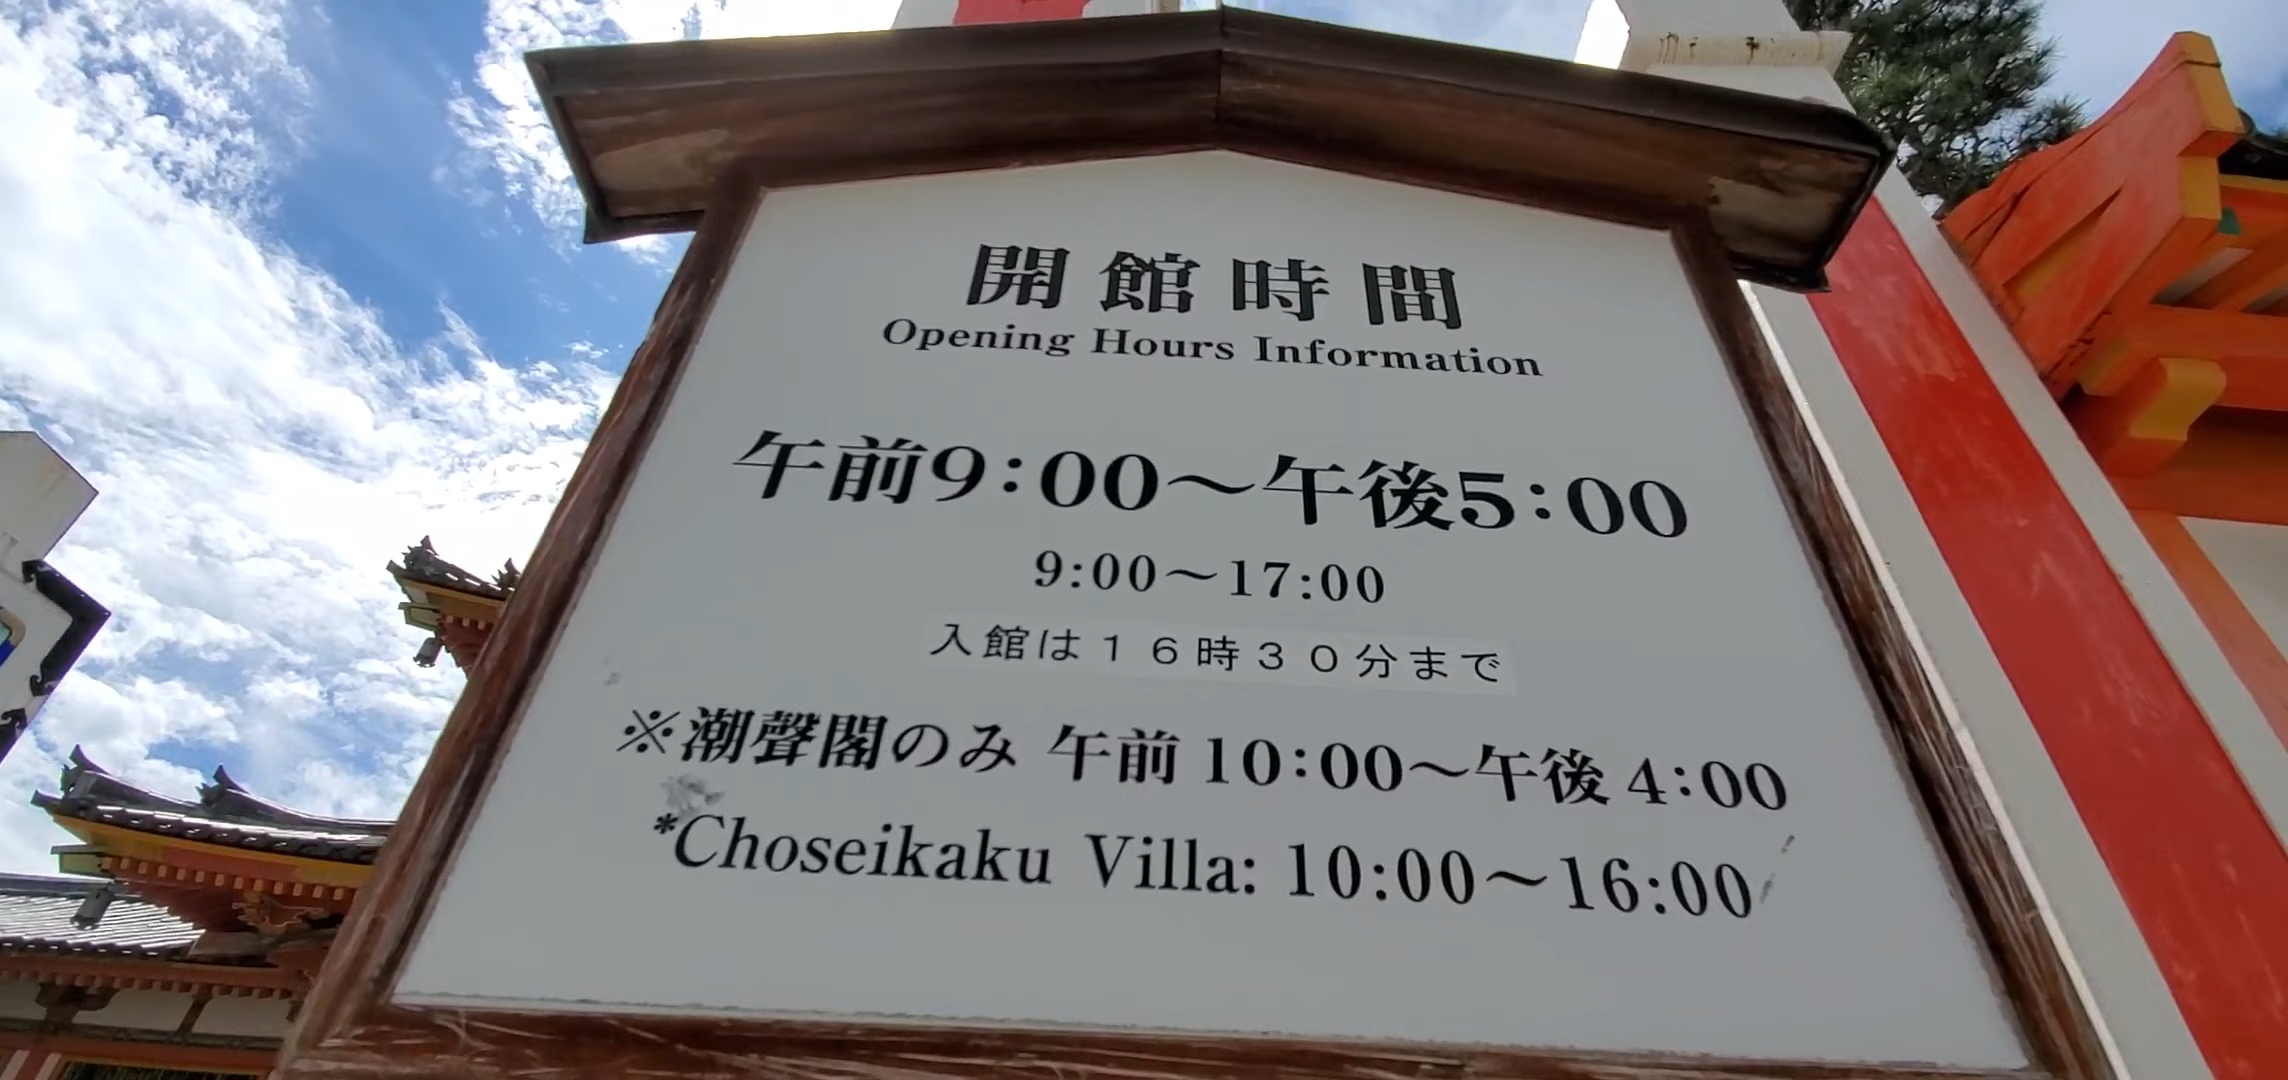 開館時間
Opening Hours Information
午前9:00〜午後5:00
9:00〜17:00
入館は16時30分まで
※潮聲閣のみ 午前 10:00〜午後 4:00
*Choseikaku Villa: 10:00〜16:00